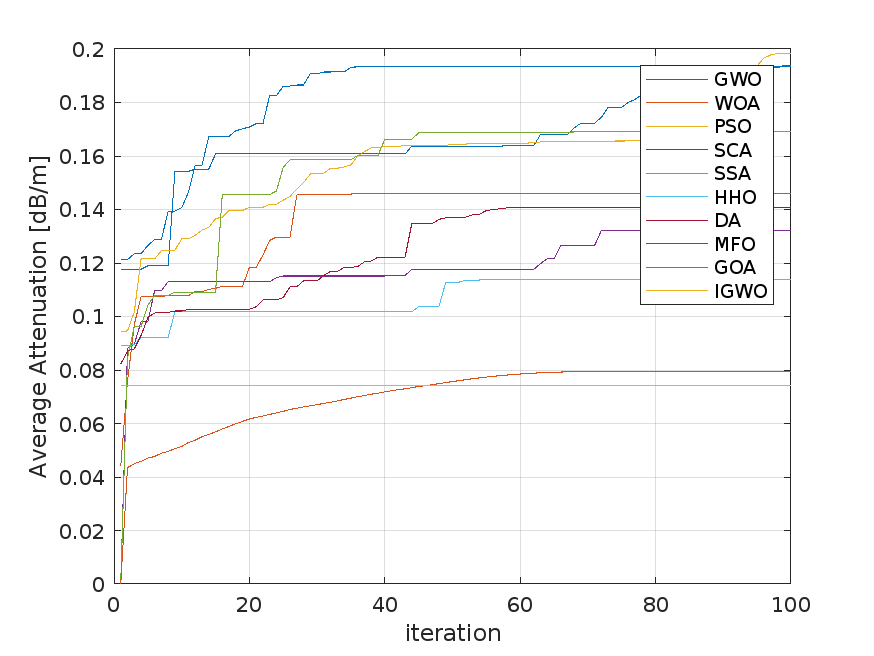 0.2
0.18
0.16
0.14
0.12
0.1
0.08
0.06
0.04
0.02
0
Average Attenuation [dB/m]
GWO
WOA
PSO
SCA
SSA
HHO
DA
MFO
GOA
IGWO
0 20 40 60 80 100
iteration